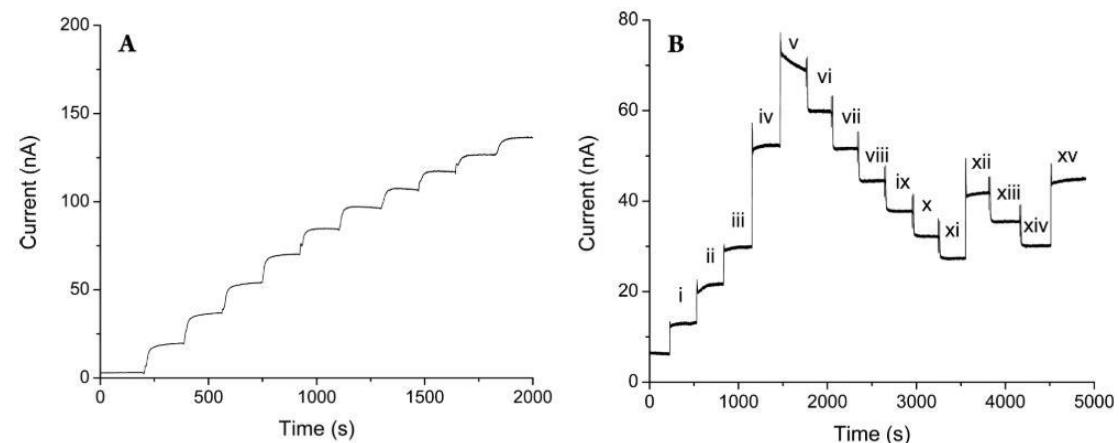 A
200
150
100
50
0
Current (nA)
0 500 1000 1500 2000
Time (s)
B
80
60
40
20
0
Current (nA)
i
ii
iii
iv
v
vi
vii
viii
ix
x
xi
xii
xiii
xiv
xv
0 1000 2000 3000 4000 5000
Time (s)